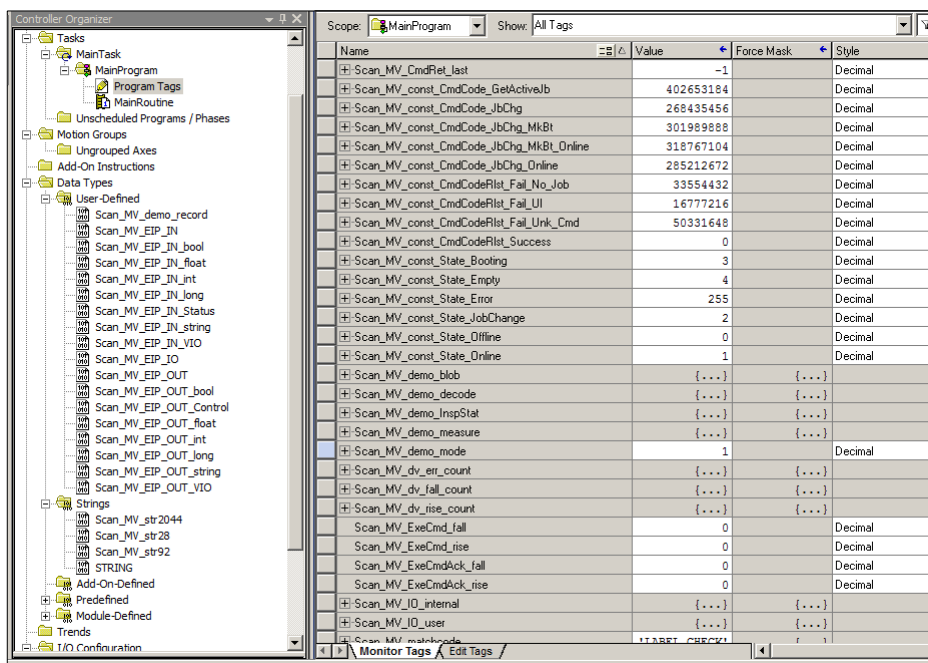 Controller Organizer
Tasks
MainTask
MainProgram
Program Tags
MainRoutine
Unscheduled Programs / Phases
Motion Groups
Ungrouped Axes
Add-On Instructions
Data Types
User-Defined
Scan_MV_demo_record
Scan_MV_EIP_IN
Scan_MV_EIP_IN_bool
Scan_MV_EIP_IN_float
Scan_MV_EIP_IN_int
Scan_MV_EIP_IN_long
Scan_MV_EIP_IN_Status
Scan_MV_EIP_IN_string
Scan_MV_EIP_IN_VIO
Scan_MV_EIP_IO
Scan_MV_EIP_OUT
Scan_MV_EIP_OUT_bool
Scan_MV_EIP_OUT_Control
Scan_MV_EIP_OUT_float
Scan_MV_EIP_OUT_int
Scan_MV_EIP_OUT_long
Scan_MV_EIP_OUT_string
Scan_MV_EIP_OUT_VIO
Strings
Scan_MV_str2044
Scan_MV_str28
Scan_MV_str92
STRING
Add-On-Defined
Predefined
Module-Defined
Trends
I/O Configuration
Scope: MainProgram Show: All Tags
Name Value Force Mask Style
Scan_MV_CmdRet_last -1 Decimal
Scan_MV_const_CmdCode_GetActiveJb 402653184 Decimal
Scan_MV_const_CmdCode_JbChg 268435456 Decimal
Scan_MV_const_CmdCode_JbChg_MkBt 301989888 Decimal
Scan_MV_const_CmdCode_JbChg_MkBt_Online 318767104 Decimal
Scan_MV_const_CmdCode_JbChg_Online 285212672 Decimal
Scan_MV_const_CmdCodeRlst_Fail_No_Job 33554432 Decimal
Scan_MV_const_CmdCodeRlst_Fail_UI 16777216 Decimal
Scan_MV_const_CmdCodeRlst_Fail_Unk_Cmd 50331648 Decimal
Scan_MV_const_CmdCodeRlst_Success 0 Decimal
Scan_MV_const_State_Booting 3 Decimal
Scan_MV_const_State_Empty 4 Decimal
Scan_MV_const_State_Error 255 Decimal
Scan_MV_const_State_JobChange 2 Decimal
Scan_MV_const_State_Offline 0 Decimal
Scan_MV_const_State_Online 1 Decimal
Scan_MV_demo_blob {...} {...}
Scan_MV_demo_decode {...} {...}
Scan_MV_demo_InspStat {...} {...}
Scan_MV_demo_measure {...} {...}
Scan_MV_demo_mode 1 Decimal
Scan_MV_dv_err_count {...} {...}
Scan_MV_dv_fall_count {...} {...}
Scan_MV_dv_rise_count {...} {...}
Scan_MV_ExeCmd_fall 0 Decimal
Scan_MV_ExeCmd_rise 0 Decimal
Scan_MV_ExeCmdAck_fall 0 Decimal
Scan_MV_ExeCmdAck_rise 0 Decimal
Scan_MV_IO_internal {...} {...}
Scan_MV_IO_user {...} {...}
Scan_MV_matchcode 'LABEL CHECK'
Monitor Tags Edit Tags